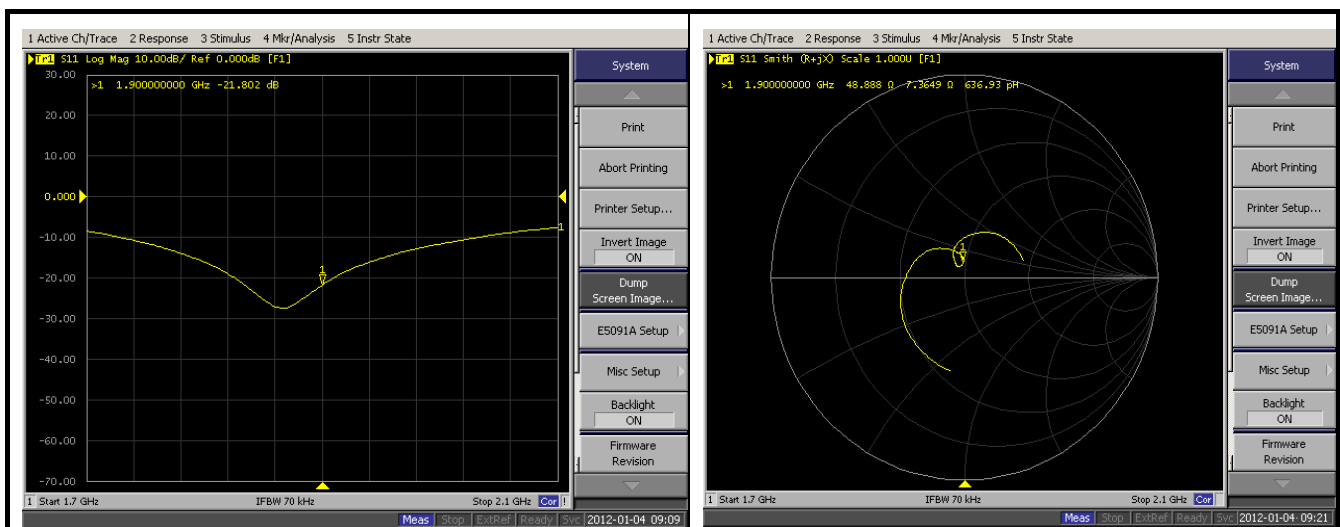 1 Active Ch/Trace 2 Response 3 Stimulus 4 Mkr/Analysis 5 Instr State
Tr1 S11 Log Mag 10.00dB/ Ref 0.000dB [F1]
>1 1.900000000 GHz -21.802 dB
30.00
20.00
10.00
0.000
-10.00
-20.00
-30.00
-40.00
-50.00
-60.00
-70.00
1
1
System
Print
Abort Printing
Printer Setup...
Invert Image
ON
Dump
Screen Image...
E5091A Setup
Misc Setup
Backlight
ON
Firmware
Revision
1 Start 1.7 GHz IFBW 70 kHz Stop 2.1 GHz Cor !
Meas Stop ExtRef Ready Svc 2012-01-04 09:09
1 Active Ch/Trace 2 Response 3 Stimulus 4 Mkr/Analysis 5 Instr State
Tr1 S11 Smith (R+jX) Scale 1.000U [F1]
>1 1.900000000 GHz 48.888 Ω 7.3649 Ω 636.93 pH
1
System
Print
Abort Printing
Printer Setup...
Invert Image
ON
Dump
Screen Image...
E5091A Setup
Misc Setup
Backlight
ON
Firmware
Revision
1 Start 1.7 GHz IFBW 70 kHz Stop 2.1 GHz Cor
Meas Stop ExtRef Ready Svc 2012-01-04 09:21